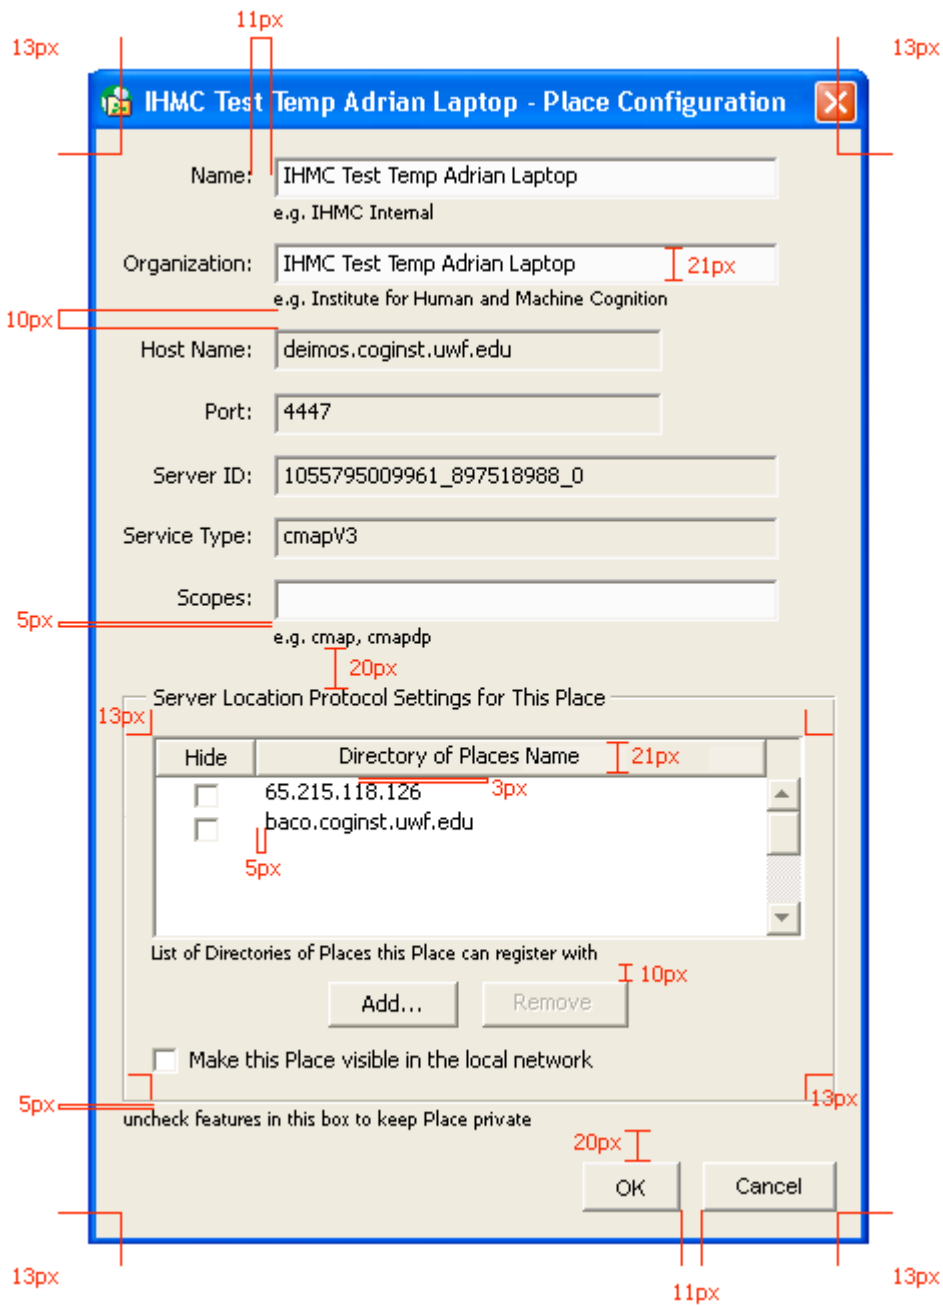 11px
13px
13px
IHMC Test Temp Adrian Laptop - Place Configuration
Name: IHMC Test Temp Adrian Laptop
e.g. IHMC Internal
Organization: IHMC Test Temp Adrian Laptop 21px
e.g. Institute for Human and Machine Cognition
10px
Host Name: deimos.coginst.uwf.edu
Port: 4447
Server ID: 1055795009961_897518988_0
Service Type: cmapV3
Scopes:
5px
e.g. cmap, cmapdp
20px
Server Location Protocol Settings for This Place
13px
Hide Directory of Places Name 21px
65.215.118.126 3px
baco.coginst.uwf.edu
5px
List of Directories of Places this Place can register with
10px
Add... Remove
Make this Place visible in the local network
5px 13px
uncheck features in this box to keep Place private
20px
OK Cancel
13px 13px
11px